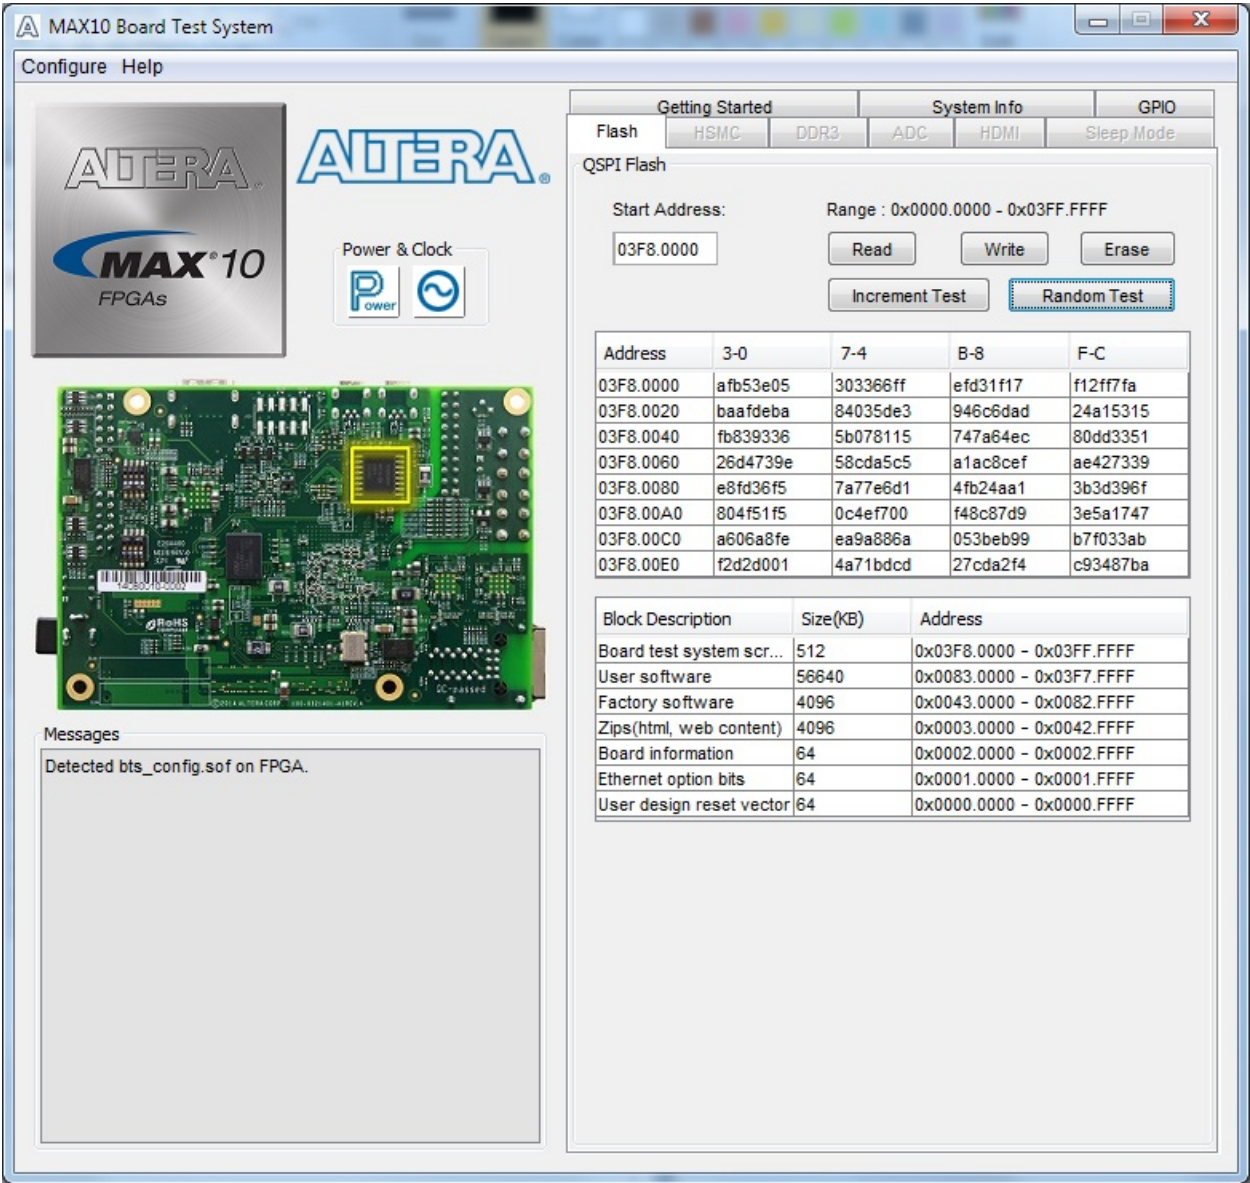 MAX10 Board Test System
Configure Help
ALTERA®
MAX®10
FPGAs
ALTERA®
Power & Clock
Power
14080010-0002
RoHS
QC-passed
Messages
Detected bts_config.sof on FPGA.
Getting Started System Info GPIO
Flash HSMC DDR3 ADC HDMI Sleep Mode
QSPI Flash
Start Address: Range : 0x0000.0000 - 0x03FF.FFFF
03F8.0000 Read Write Erase
Increment Test Random Test
Address 3-0 7-4 B-8 F-C
03F8.0000 afb53e05 303366ff efd31f17 f12ff7fa
03F8.0020 baafdeba 84035de3 946c6dad 24a15315
03F8.0040 fb839336 5b078115 747a64ec 80dd3351
03F8.0060 26d4739e 58cda5c5 a1ac8cef ae427339
03F8.0080 e8fd36f5 7a77e6d1 4fb24aa1 3b3d396f
03F8.00A0 804f51f5 0c4ef700 f48c87d9 3e5a1747
03F8.00C0 a606a8fe ea9a886a 053beb99 b7f033ab
03F8.00E0 f2d2d001 4a71bdcd 27cda2f4 c93487ba
Block Description Size(KB) Address
Board test system scr... 512 0x03F8.0000 - 0x03FF.FFFF
User software 56640 0x0083.0000 - 0x03F7.FFFF
Factory software 4096 0x0043.0000 - 0x0082.FFFF
Zips(html, web content) 4096 0x0003.0000 - 0x0042.FFFF
Board information 64 0x0002.0000 - 0x0002.FFFF
Ethernet option bits 64 0x0001.0000 - 0x0001.FFFF
User design reset vector 64 0x0000.0000 - 0x0000.FFFF